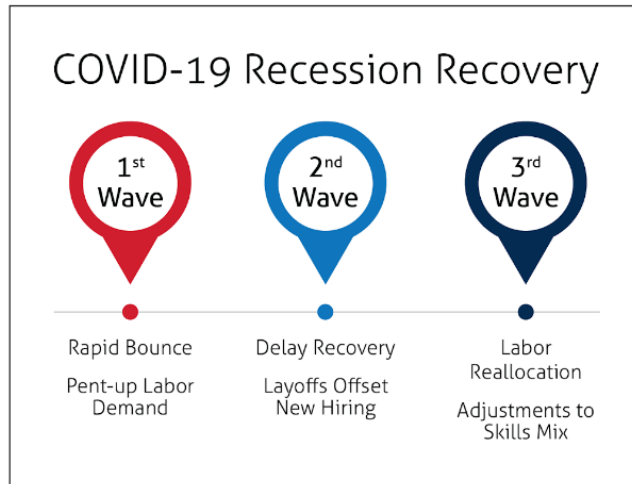 COVID-19 Recession Recovery
1st
Wave
2nd
Wave
3rd
Wave
Rapid Bounce
Pent-up Labor
Demand
Delay Recovery
Layoffs Offset
New Hiring
Labor
Reallocation
Adjustments to
Skills Mix